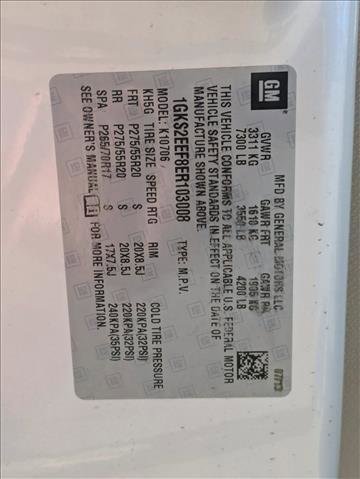 GM
MFD BY GENERAL MOTORS LLC
07/13
GVWR GAWR FRT GAWR RR
3311 KG 1610 KG 1905 KG
7300 LB 3550 LB 4200 LB
THIS VEHICLE CONFORMS TO ALL APPLICABLE U.S. FEDERAL MOTOR
VEHICLE SAFETY STANDARDS IN EFFECT ON THE DATE OF
MANUFACTURE SHOWN ABOVE.
1GKS2EEF8ER103008 TYPE: M.P.V.
MODEL: K10706
KH5G TIRE SIZE SPEED RTG RIM COLD TIRE PRESSURE
FRT P275/55R20 S 20X8.5J 220KPA(32PSI)
RR P275/55R20 S 20X8.5J 220KPA(32PSI)
SPA P265/70R17 S 17X7.5J 240KPA(35PSI)
SEE OWNER'S MANUAL FOR MORE INFORMATION.